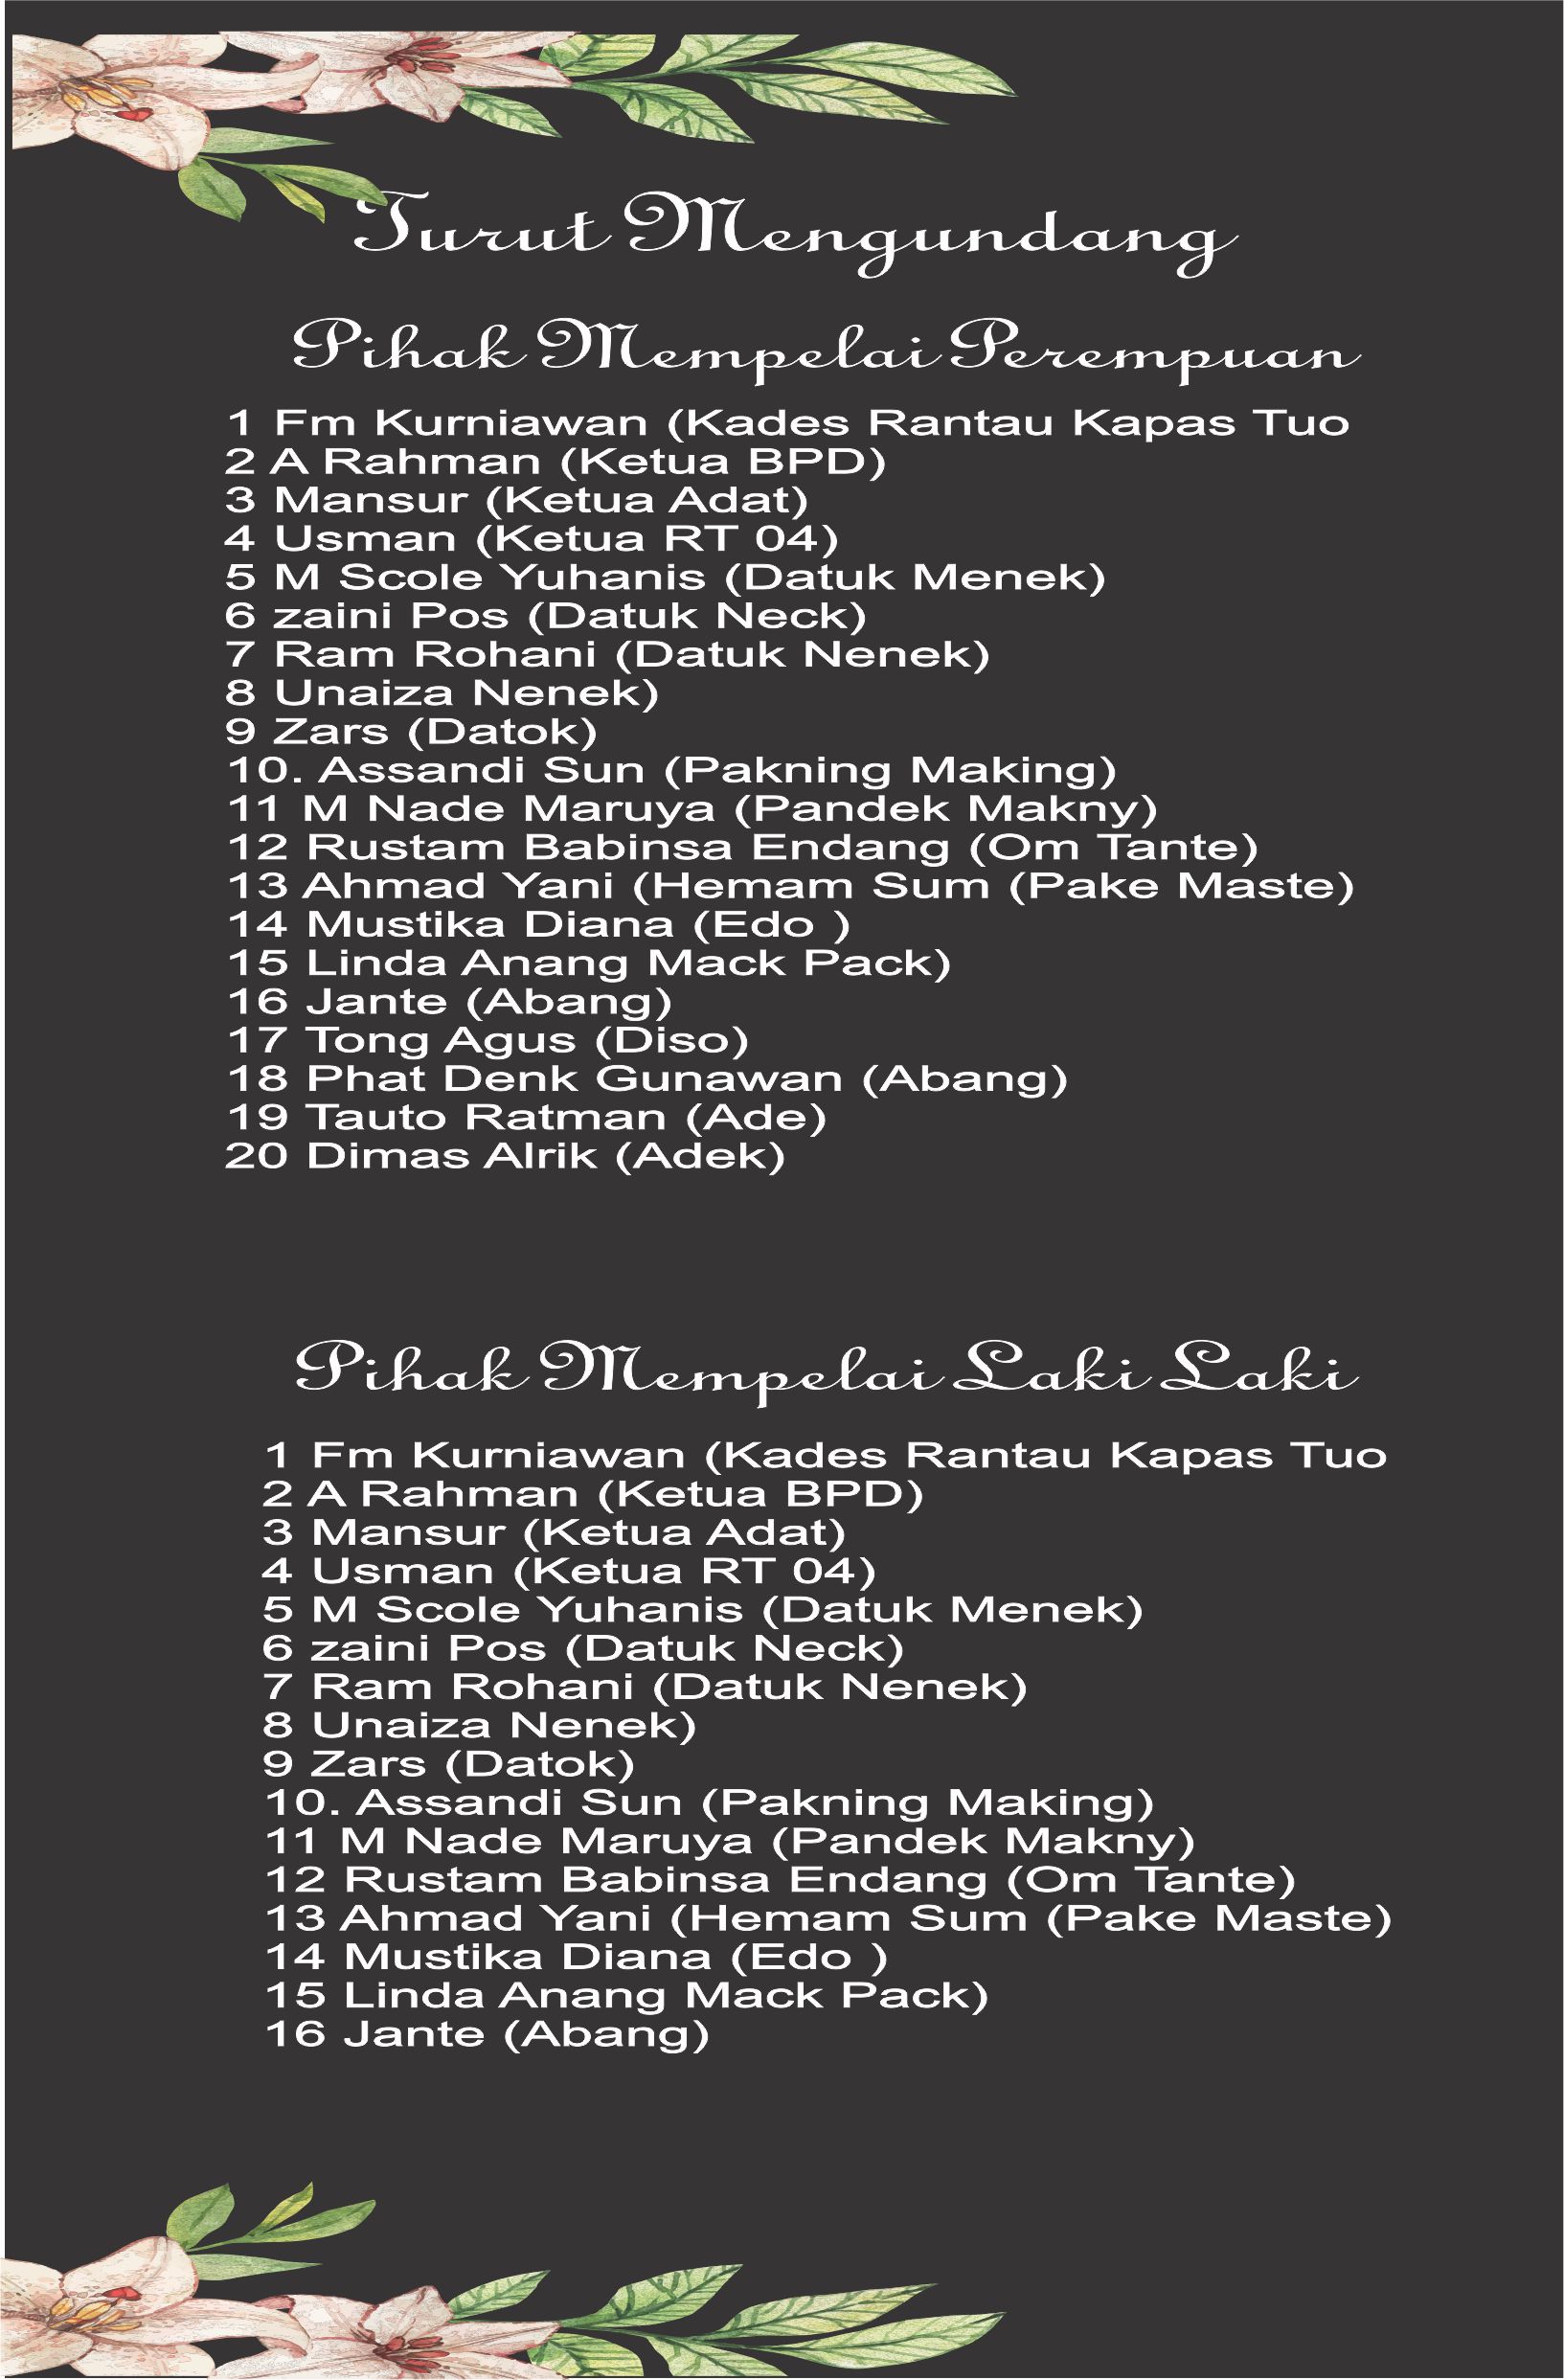 Turut Mengundang
Pihak Mempelai Perempuan
1 Fm Kurniawan (Kades Rantau Kapas Tuo
2 A Rahman (Ketua BPD)
3 Mansur (Ketua Adat)
4 Usman (Ketua RT 04)
5 M Scole Yuhanis (Datuk Menek)
6 zaini Pos (Datuk Neck)
7 Ram Rohani (Datuk Nenek)
8 Unaiza Nenek)
9 Zars (Datok)
10. Assandi Sun (Pakning Making)
11 M Nade Maruya (Pandek Makny)
12 Rustam Babinsa Endang (Om Tante)
13 Ahmad Yani (Hemam Sum (Pake Maste)
14 Mustika Diana (Edo )
15 Linda Anang Mack Pack)
16 Jante (Abang)
17 Tong Agus (Diso)
18 Phat Denk Gunawan (Abang)
19 Tauto Ratman (Ade)
20 Dimas Alrik (Adek)
Pihak Mempelai Laki Laki
1 Fm Kurniawan (Kades Rantau Kapas Tuo
2 A Rahman (Ketua BPD)
3 Mansur (Ketua Adat)
4 Usman (Ketua RT 04)
5 M Scole Yuhanis (Datuk Menek)
6 zaini Pos (Datuk Neck)
7 Ram Rohani (Datuk Nenek)
8 Unaiza Nenek)
9 Zars (Datok)
10. Assandi Sun (Pakning Making)
11 M Nade Maruya (Pandek Makny)
12 Rustam Babinsa Endang (Om Tante)
13 Ahmad Yani (Hemam Sum (Pake Maste)
14 Mustika Diana (Edo )
15 Linda Anang Mack Pack)
16 Jante (Abang)